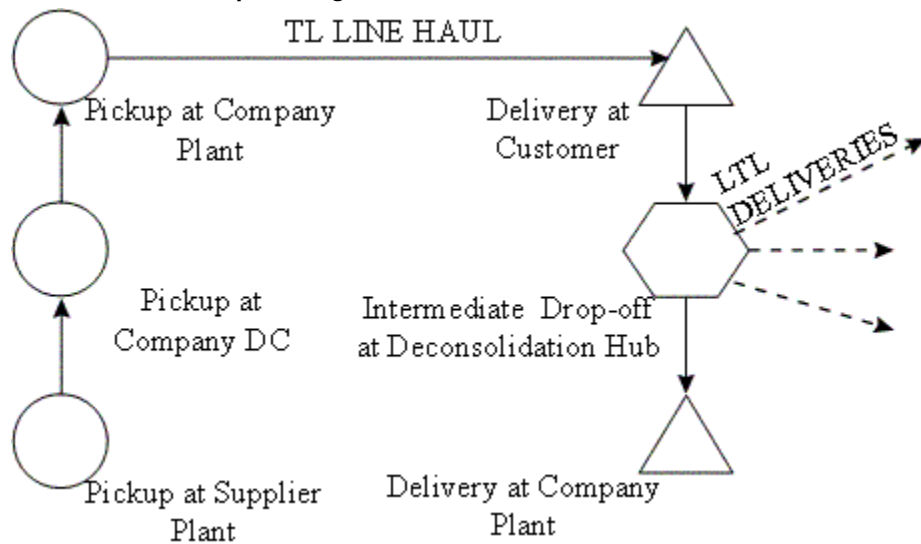 TL LINE HAUL
Pickup at Company
Plant
Delivery at
Customer
LTL
DELIVERIES
Pickup at
Company DC
Intermediate Drop-off
at Deconsolidation Hub
Pickup at Supplier
Plant
Delivery at Company
Plant